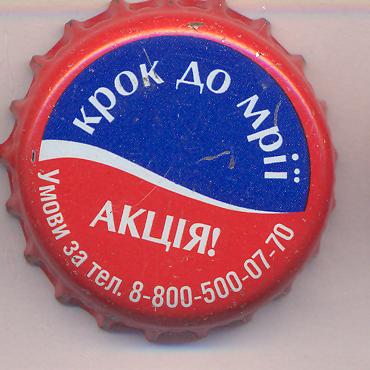 крок до мрії
АКЦІЯ!
Умови за тел. 8-800-500-07-70